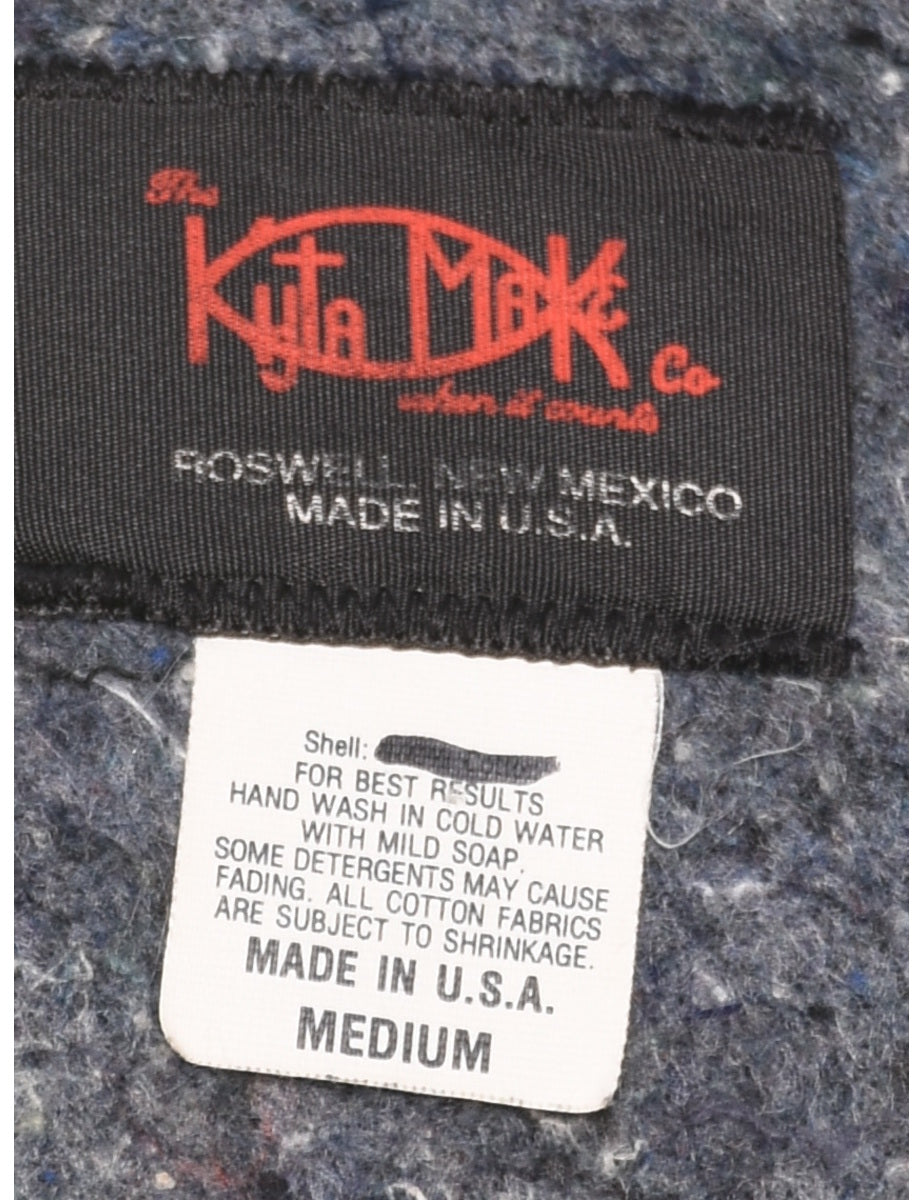 The
Kyta Make Co
when it counts
ROSWELL, NEW MEXICO
MADE IN U.S.A.
Shell:
FOR BEST RESULTS
HAND WASH IN COLD WATER
WITH MILD SOAP.
SOME DETERGENTS MAY CAUSE
FADING. ALL COTTON FABRICS
ARE SUBJECT TO SHRINKAGE.
MADE IN U.S.A.
MEDIUM